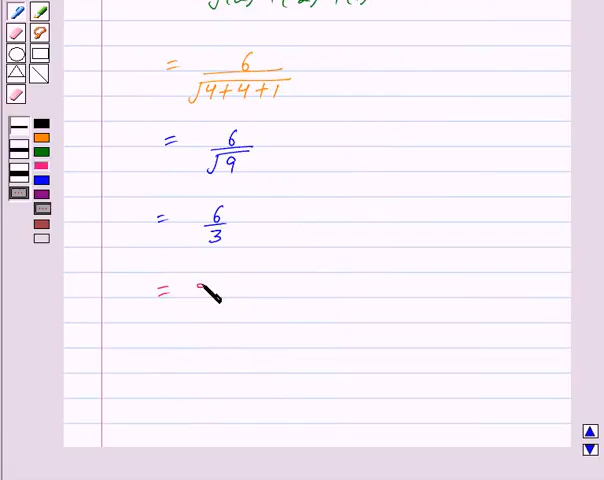 = 6/√(4+4+1)
= 6/√9
= 6/3
=